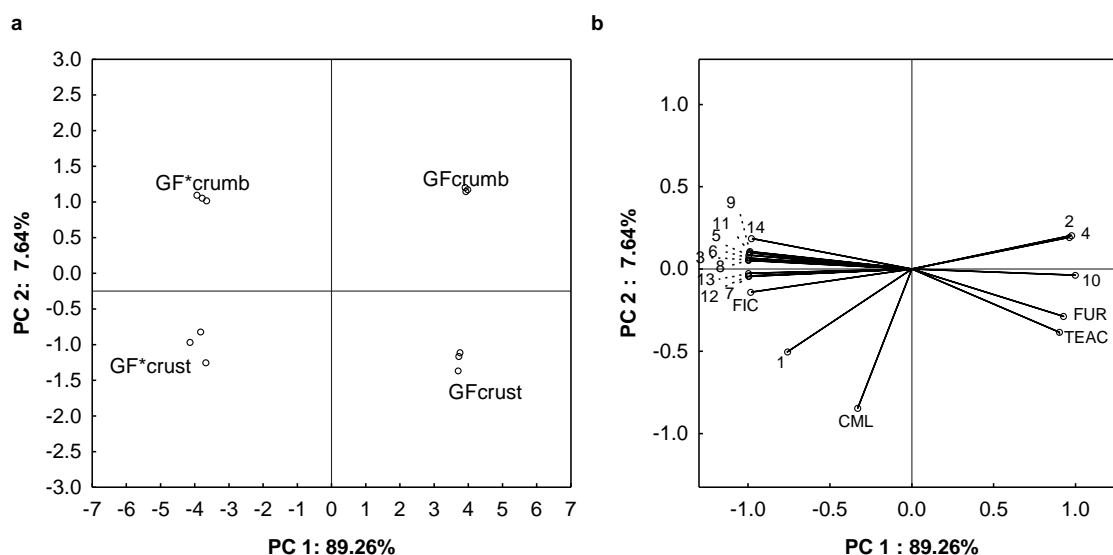 a
3.0
2.5
2.0
1.5
1.0
0.5
0.0
-0.5
-1.0
-1.5
-2.0
-2.5
-3.0
PC 2: 7.64%
GF*crumb
GFcrumb
GF*crust
GFcrust
-7 -6 -5 -4 -3 -2 -1 0 1 2 3 4 5 6 7
PC 1: 89.26%
b
1.0
0.5
0.0
-0.5
-1.0
PC 2 : 7.64%
9
11 14
5
6
3
8
13
12 7 FIC
1
CML
2
4
10
FUR
TEAC
-1.0 -0.5 0.0 0.5 1.0
PC 1 : 89.26%